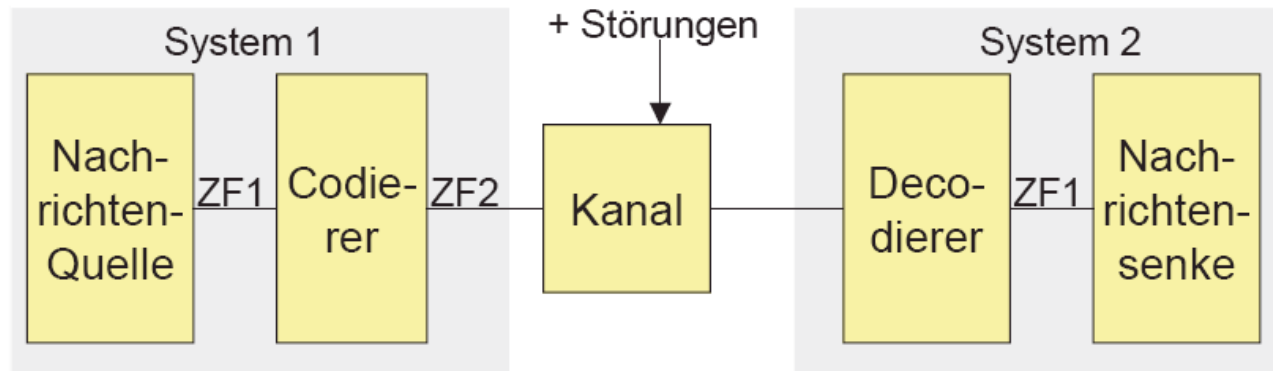 System 1
+ Störungen
System 2
Nach-
richten-
Quelle
ZF1
Codie-
rer
ZF2
Kanal
Deco-
dierer
ZF1
Nach-
richten-
senke